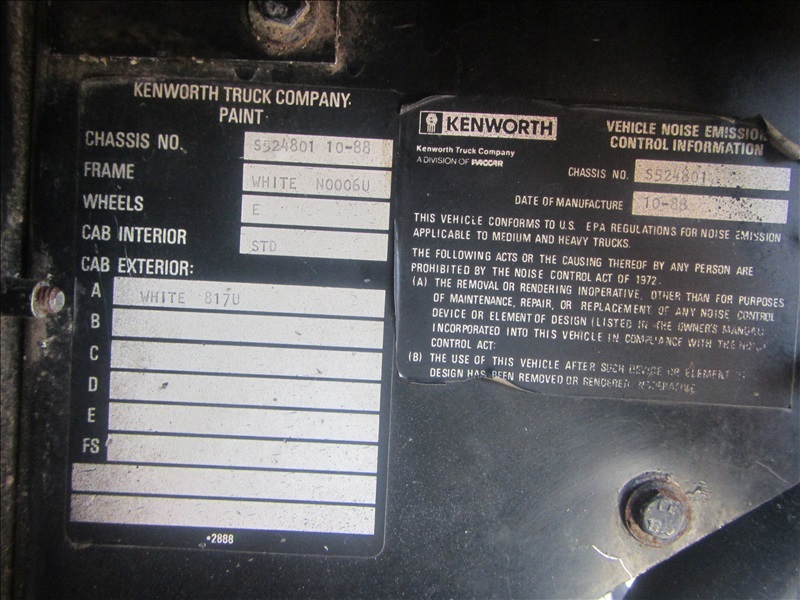 KENWORTH TRUCK COMPANY.
PAINT
CHASSIS NO. S524801 10-88
FRAME WHITE N0006U
WHEELS E
CAB INTERIOR STD
CAB EXTERIOR:
A WHITE 817U
B
C
D
E
FS
•2888
KENWORTH
Kenworth Truck Company
A DIVISION OF PACCAR
VEHICLE NOISE EMISSION
CONTROL INFORMATION
CHASSIS NO. S524801
DATE OF MANUFACTURE 10-88
THIS VEHICLE CONFORMS TO U.S. EPA REGULATIONS FOR NOISE EMISSION
APPLICABLE TO MEDIUM AND HEAVY TRUCKS.
THE FOLLOWING ACTS OR THE CAUSING THEREOF BY ANY PERSON ARE
PROHIBITED BY THE NOISE CONTROL ACT OF 1972.
(A) THE REMOVAL OR RENDERING INOPERATIVE, OTHER THAN FOR PURPOSES
OF MAINTENANCE, REPAIR, OR REPLACEMENT OF ANY NOISE CONTROL
DEVICE OR ELEMENT OF DESIGN (LISTED IN THE OWNER'S MANUAL)
INCORPORATED INTO THIS VEHICLE IN COMPLIANCE WITH THE NOISE
CONTROL ACT:
(B) THE USE OF THIS VEHICLE AFTER SUCH DEVICE OR ELEMENT OF
DESIGN HAS BEEN REMOVED OR RENDERED INOPERATIVE.